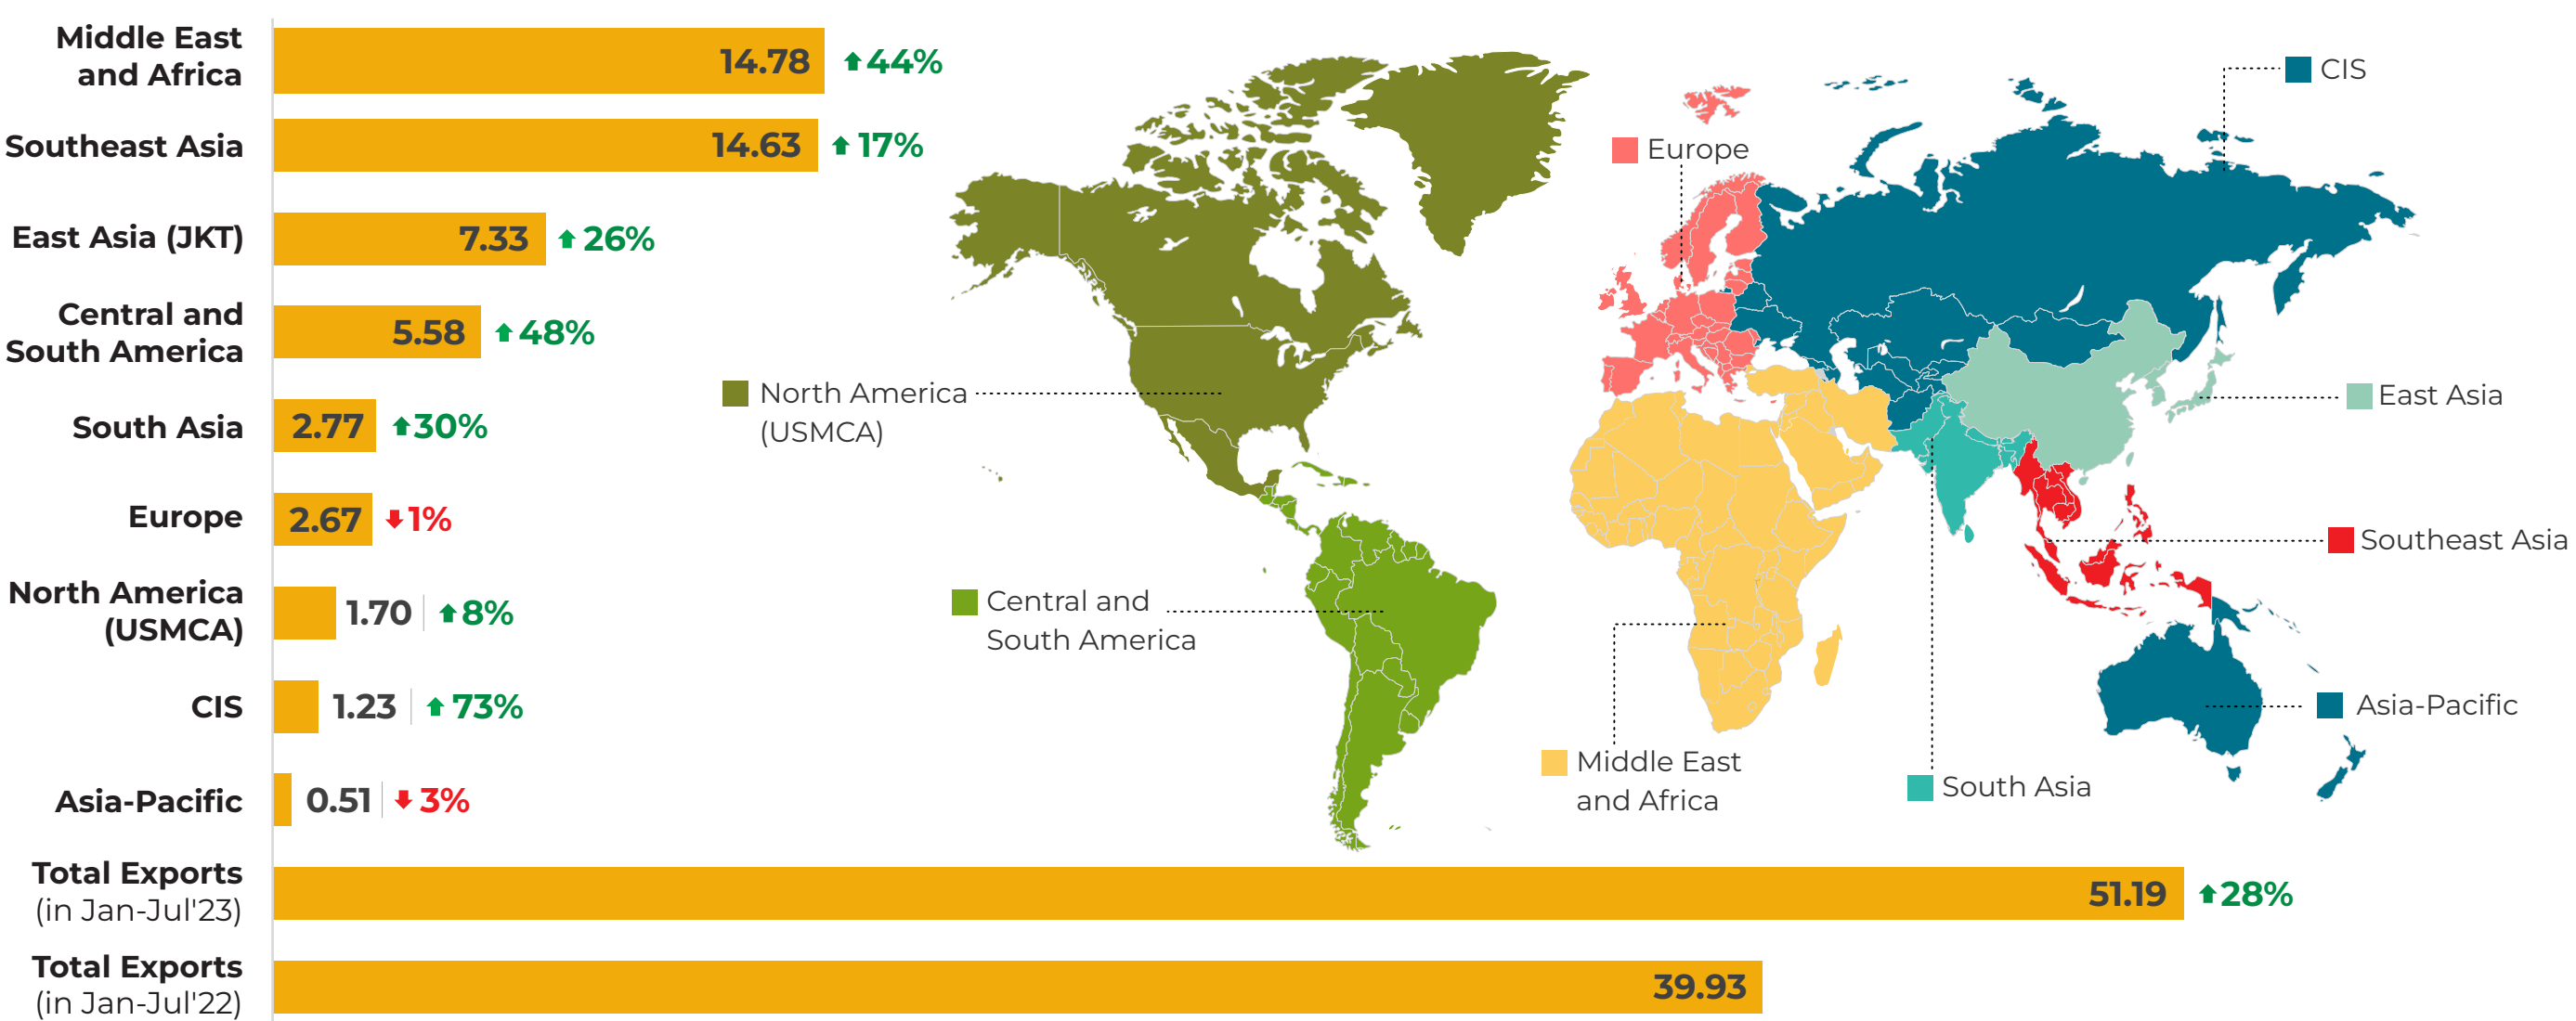 Middle East
and Africa
14.78
44%
Southeast Asia
14.63
17%
East Asia (JKT)
7.33
26%
Central and
South America
5.58
48%
South Asia
2.77
30%
Europe
2.67
1%
North America
(USMCA)
1.70
8%
CIS
1.23
73%
Asia-Pacific
0.51
3%
Total Exports
(in Jan-Jul'23)
51.19
28%
Total Exports
(in Jan-Jul'22)
39.93
CIS
Europe
North America
(USMCA)
East Asia
Southeast Asia
Central and
South America
Asia-Pacific
Middle East
and Africa
South Asia